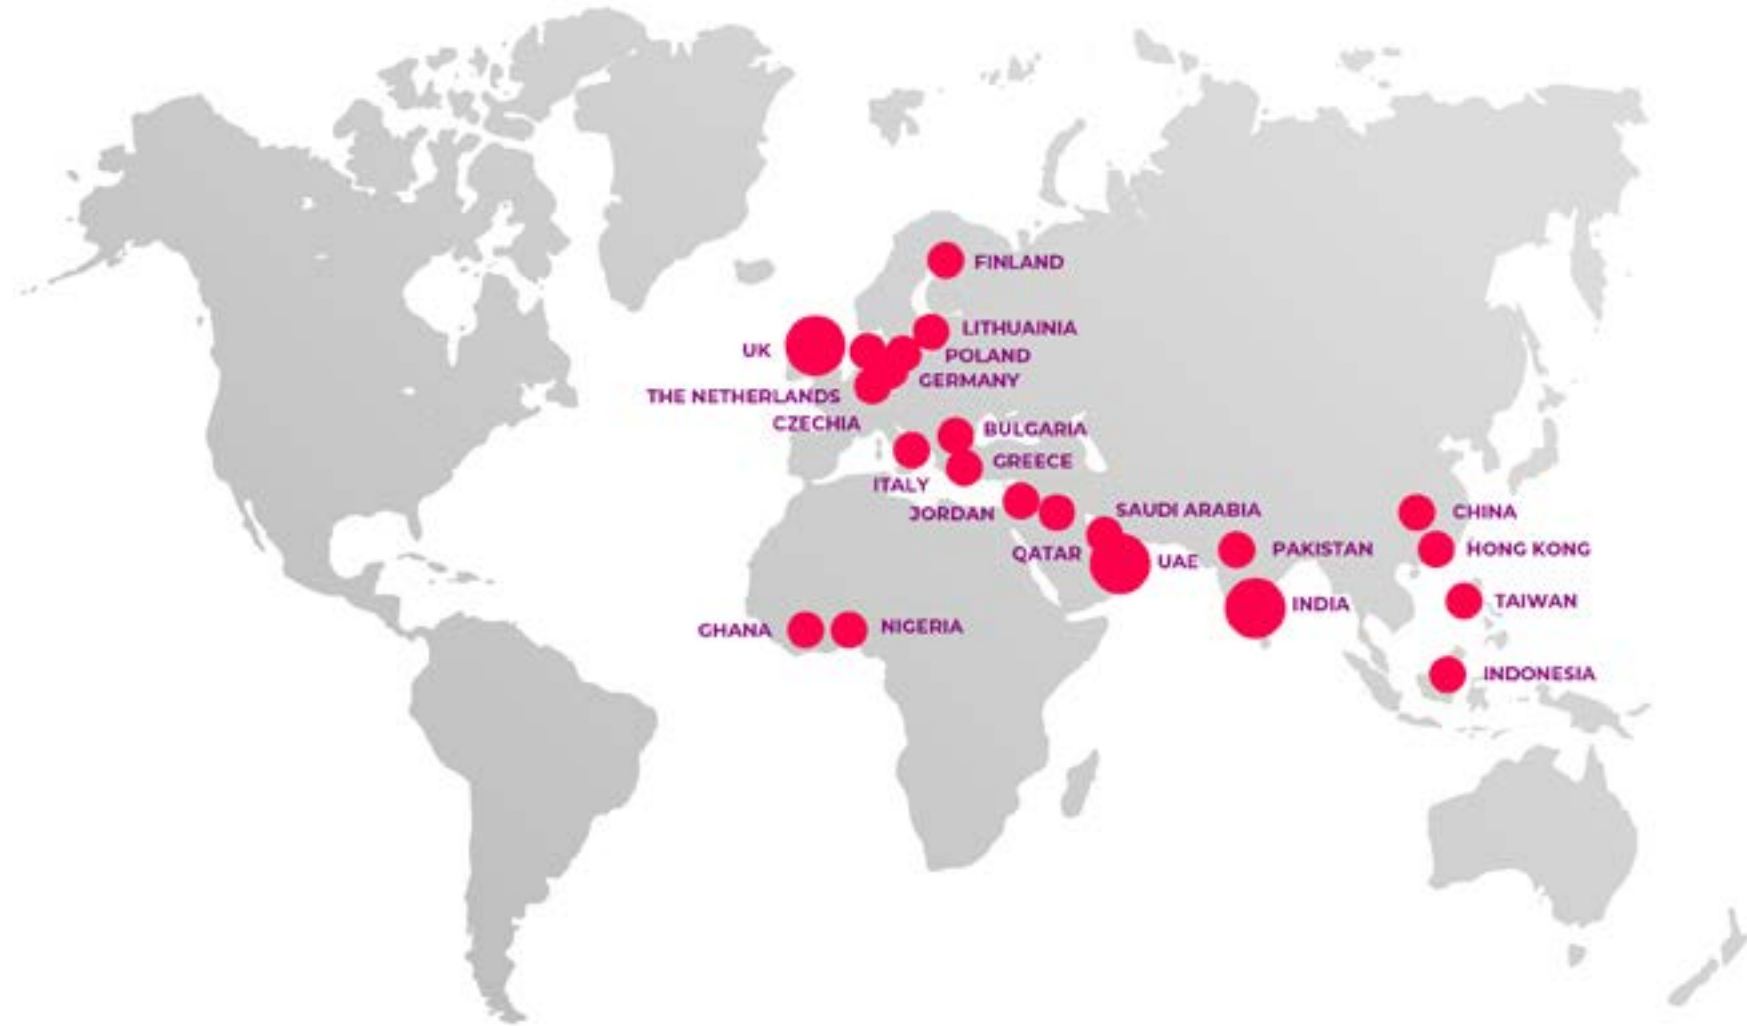 FINLAND
LITHUAINIA
UK
POLAND
GERMANY
THE NETHERLANDS
CZECHIA
BULGARIA
GREECE
ITALY
JORDAN
SAUDI ARABIA
CHINA
QATAR
UAE
PAKISTAN
HONG KONG
INDIA
TAIWAN
GHANA
NIGERIA
INDONESIA